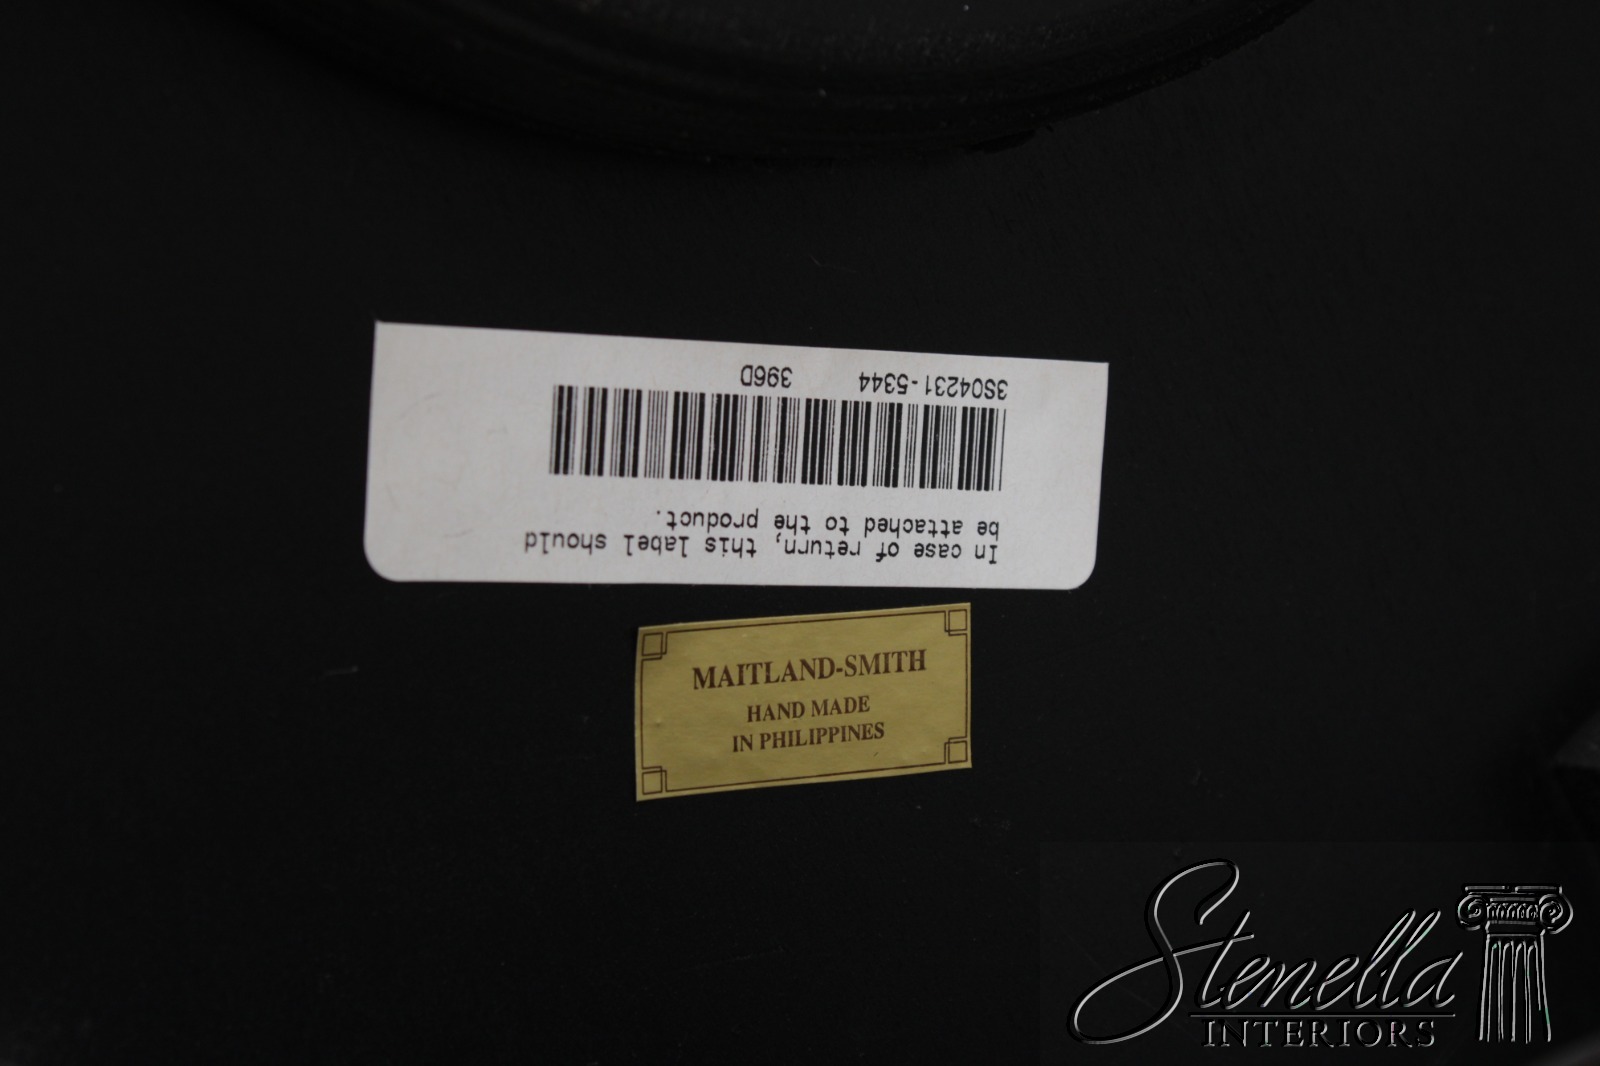 In case of return, this label should
be attached to the product.
3S04231-5344 396D
MAITLAND-SMITH
HAND MADE
IN PHILIPPINES
Stenella
INTERIORS